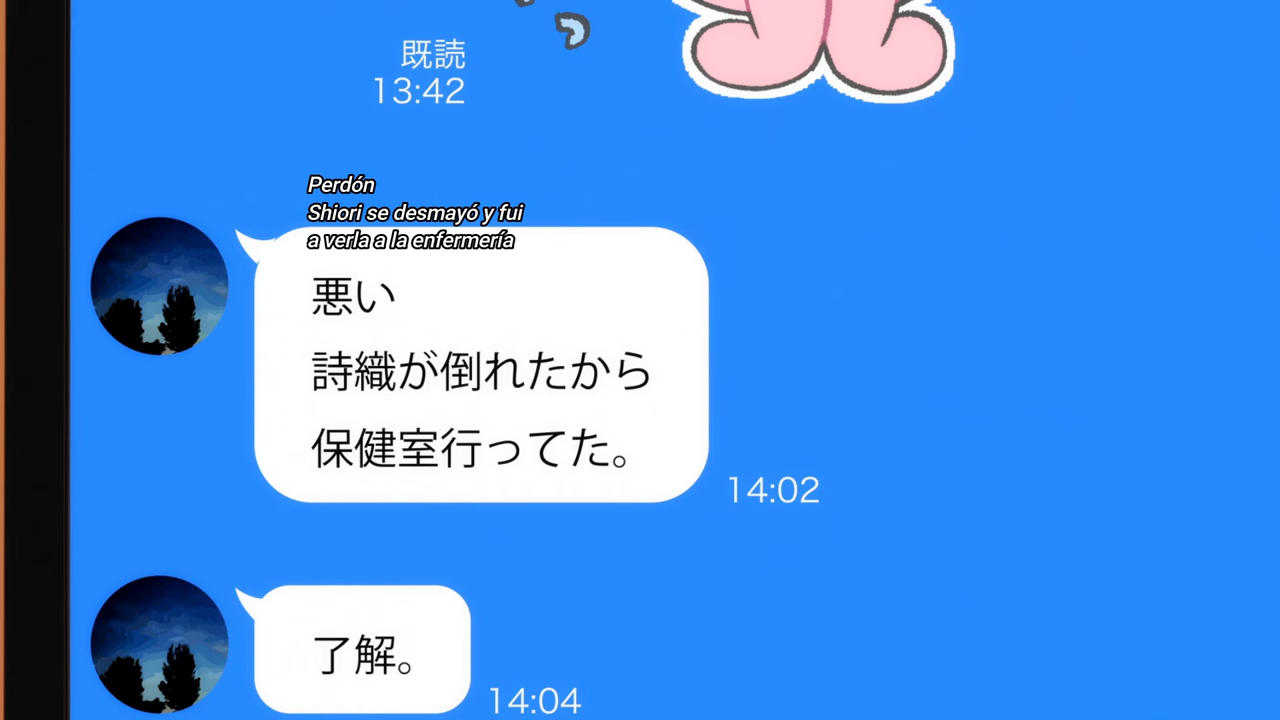 既読
13:42
Perdón
Shiori se desmayó y fui
a verla a la enfermería
悪い
詩織が倒れたから
保健室行ってた。
14:02
了解。
14:04